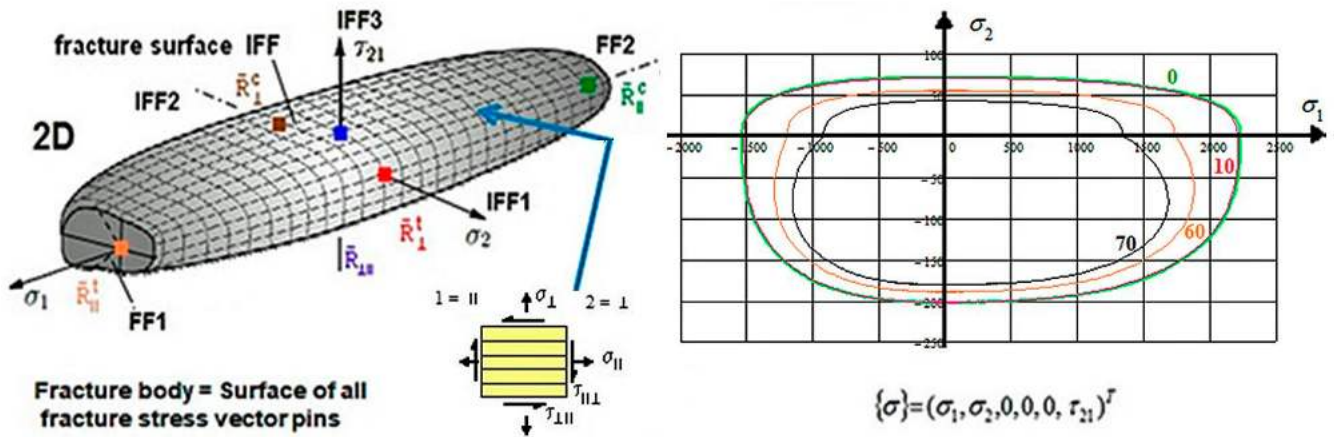 IFF3
fracture surface IFF
τ21
FF2
IFF2
R̄⊥c
R̄∥c
2D
IFF1
R̄⊥t
σ2
R̄⊥∥
σ1
R̄∥t
FF1
1 = ∥
σ⊥
2 = ⊥
σ∥
τ∥⊥
τ⊥∥
Fracture body = Surface of all
fracture stress vector pins
σ2
100
0
σ1
-2000
-1000
-500
0
500
1000
1500
2000
2500
10
-50
-100
60
70
-150
-200
-250
{σ}=(σ1,σ2,0,0,0, τ21)T